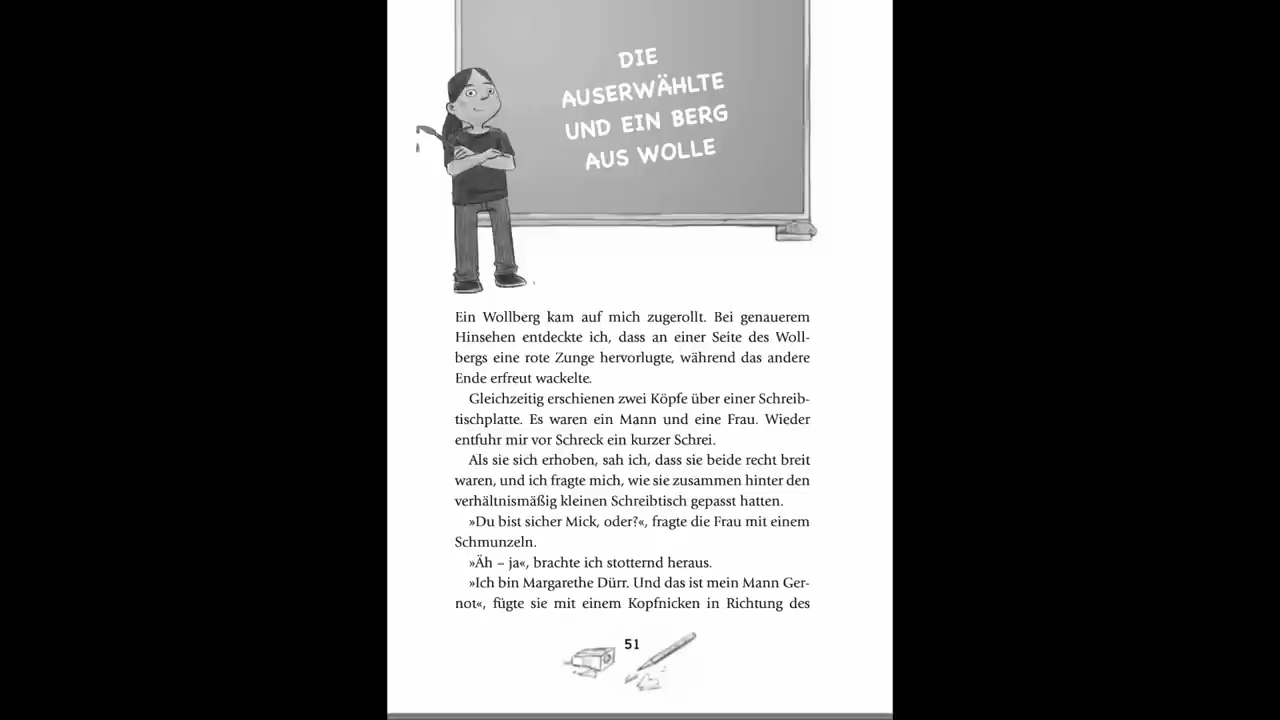 DIE
AUSERWÄHLTE
UND EIN BERG
AUS WOLLE
Ein Wollberg kam auf mich zugerollt. Bei genauerem
Hinsehen entdeckte ich, dass an einer Seite des Woll-
bergs eine rote Zunge hervorlugte, während das andere
Ende erfreut wackelte.
Gleichzeitig erschienen zwei Köpfe über einer Schreib-
tischplatte. Es waren ein Mann und eine Frau. Wieder
entfuhr mir vor Schreck ein kurzer Schrei.
Als sie sich erhoben, sah ich, dass sie beide recht breit
waren, und ich fragte mich, wie sie zusammen hinter den
verhältnismäßig kleinen Schreibtisch gepasst hatten.
»Du bist sicher Mick, oder?«, fragte die Frau mit einem
Schmunzeln.
»Äh – ja«, brachte ich stotternd heraus.
»Ich bin Margarethe Dürr. Und das ist mein Mann Ger-
not«, fügte sie mit einem Kopfnicken in Richtung des
51